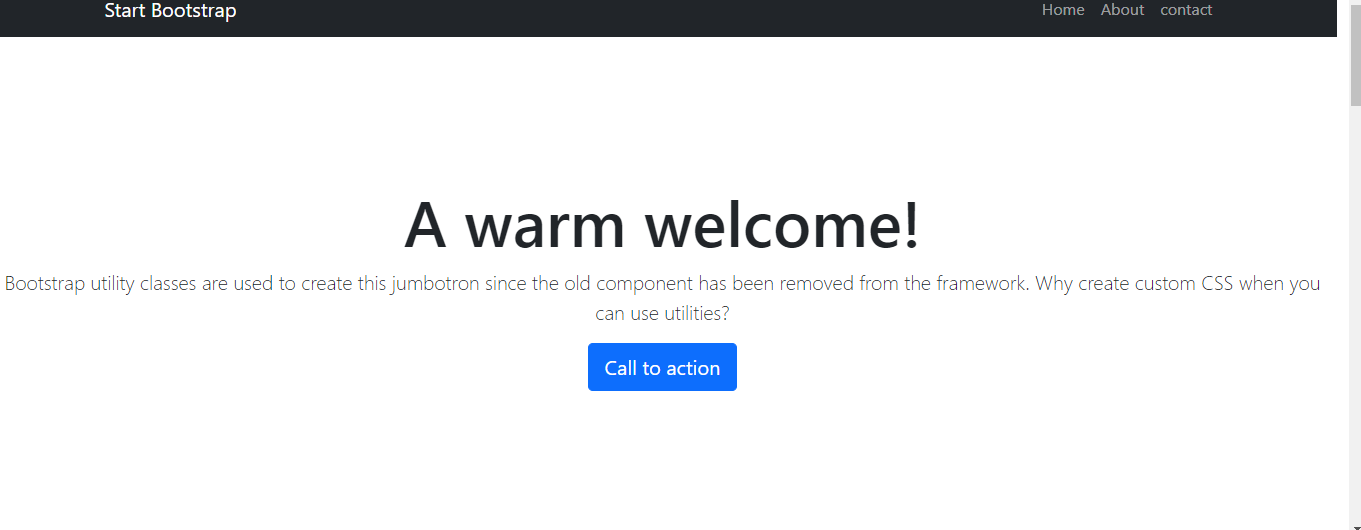 Start Bootstrap
Home About contact
A warm welcome!
Bootstrap utility classes are used to create this jumbotron since the old component has been removed from the framework. Why create custom CSS when you
can use utilities?
Call to action